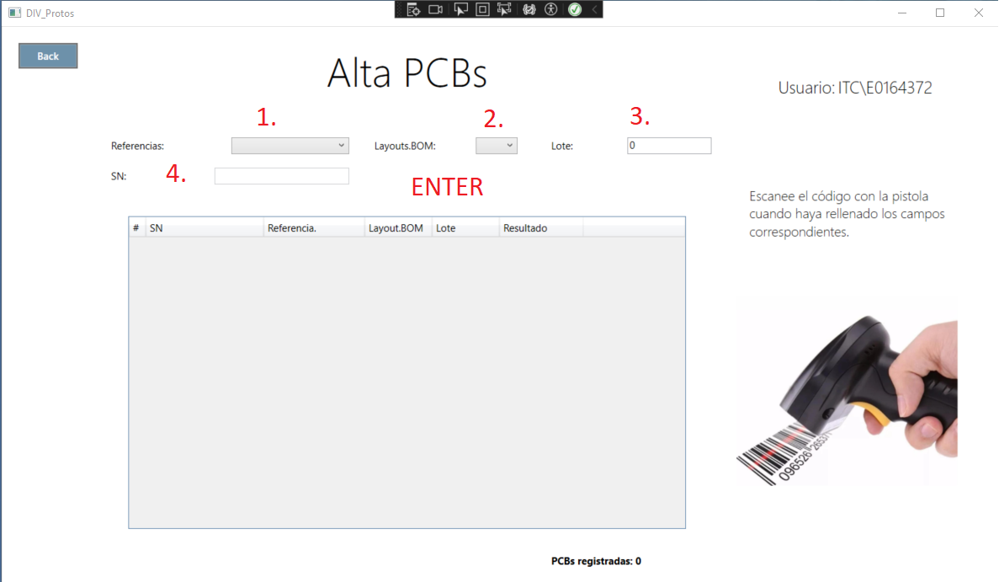 DIV_Protos
Back
Alta PCBs
Usuario: ITC\E0164372
1. 2. 3.
Referencias: Layouts.BOM: Lote: 0
SN: 4.
ENTER
Escanee el código con la pistola
cuando haya rellenado los campos
correspondientes.
# SN Referencia. Layout.BOM Lote Resultado
096526 26537
PCBs registradas: 0